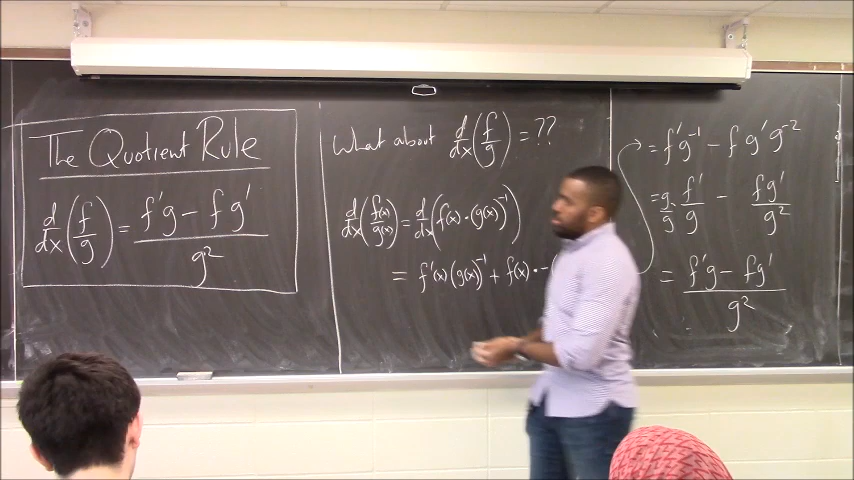 The Quotient Rule
d/dx (f/g) = (f'g - fg')/g²
What about d/dx (f/g) = ??
d/dx (f(x)/g(x)) = d/dx (f(x) · (g(x))⁻¹)
= f'(x)(g(x))⁻¹ + f(x) · -
= f'g⁻¹ - f g'g⁻²
= g/g f'/g - fg'/g²
= (f'g - fg')/g²